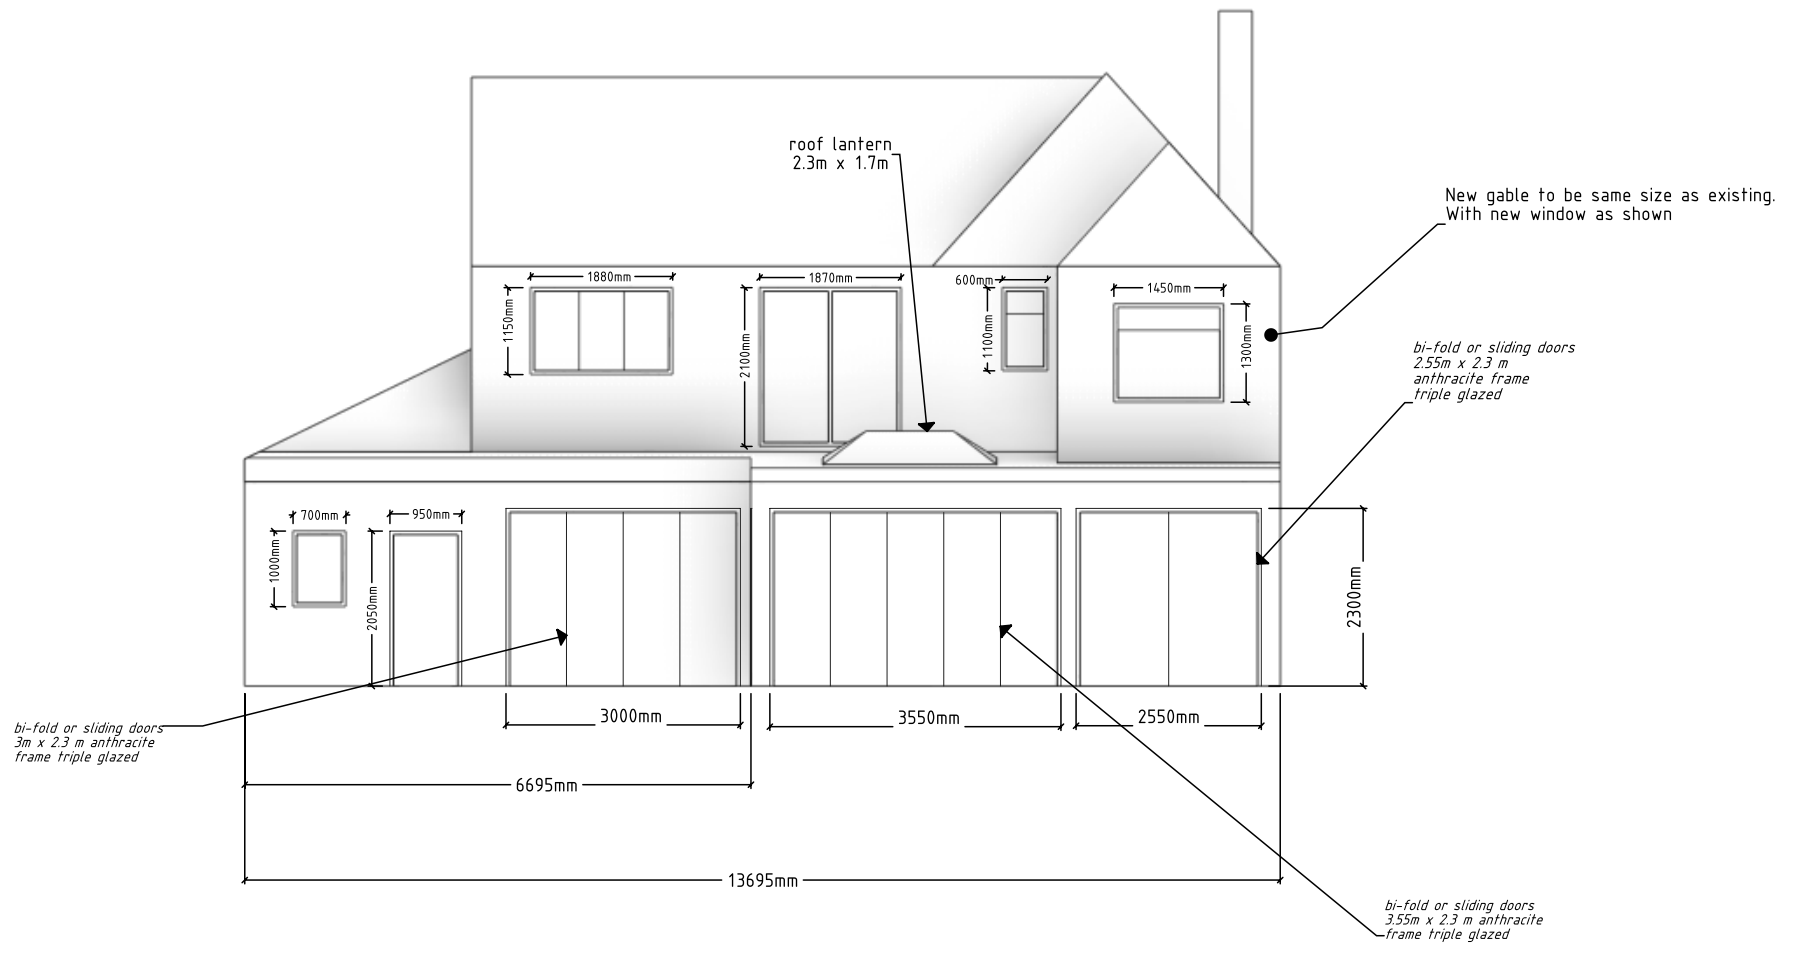 roof lantern
2.3m x 1.7m
New gable to be same size as existing.
With new window as shown
1880mm
1870mm
600mm
1450mm
1150mm
2100mm
1100mm
1300mm
bi-fold or sliding doors
2.55m x 2.3 m
anthracite frame
triple glazed
700mm
950mm
1000mm
2050mm
2300mm
3000mm
3550mm
2550mm
bi-fold or sliding doors
3m x 2.3 m anthracite
frame triple glazed
6695mm
13695mm
bi-fold or sliding doors
3.55m x 2.3 m anthracite
frame triple glazed